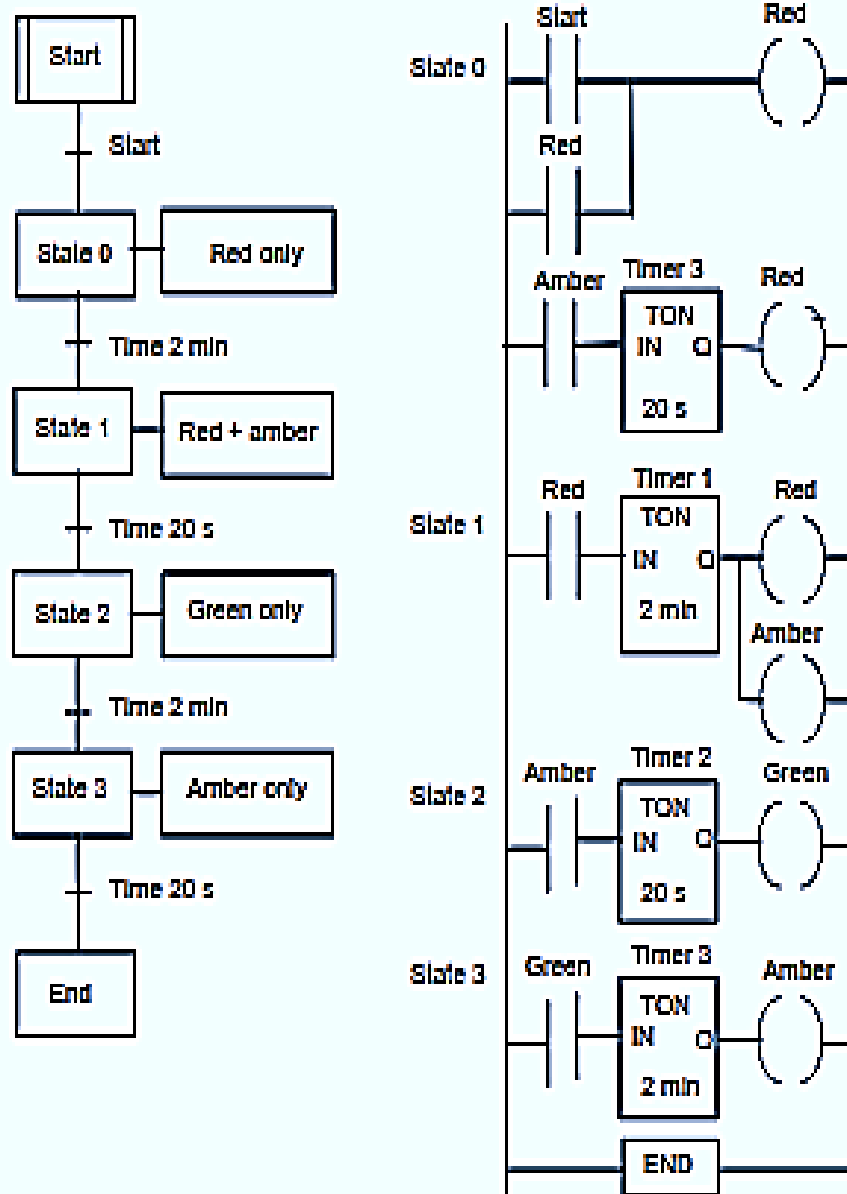 Start
Start
State 0
Red only
Time 2 min
State 1
Red + amber
Time 20 s
State 2
Green only
Time 2 min
State 3
Amber only
Time 20 s
End
Start
Red
State 0
Red
Amber
Timer 3
Red
TON
IN Q
20 s
Red
Timer 1
Red
State 1
TON
IN Q
2 min
Amber
Timer 2
Amber
Green
State 2
TON
IN Q
20 s
Timer 3
State 3
Green
Amber
TON
IN Q
2 min
END